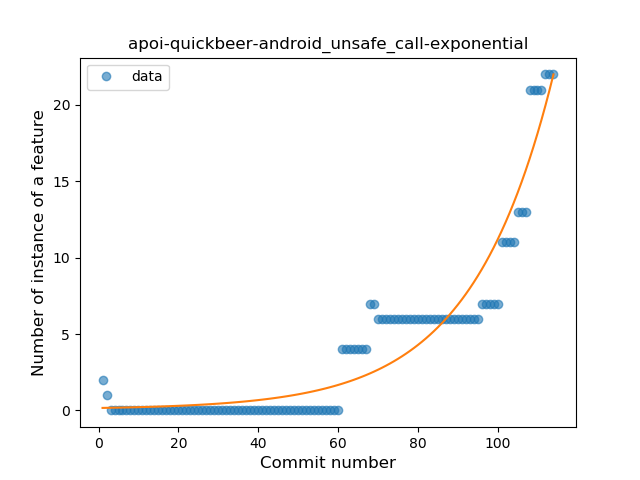 apoi-quickbeer-android_unsafe_call-exponential
data
Number of instance of a feature
20
15
10
5
0
0 20 40 60 80 100
Commit number